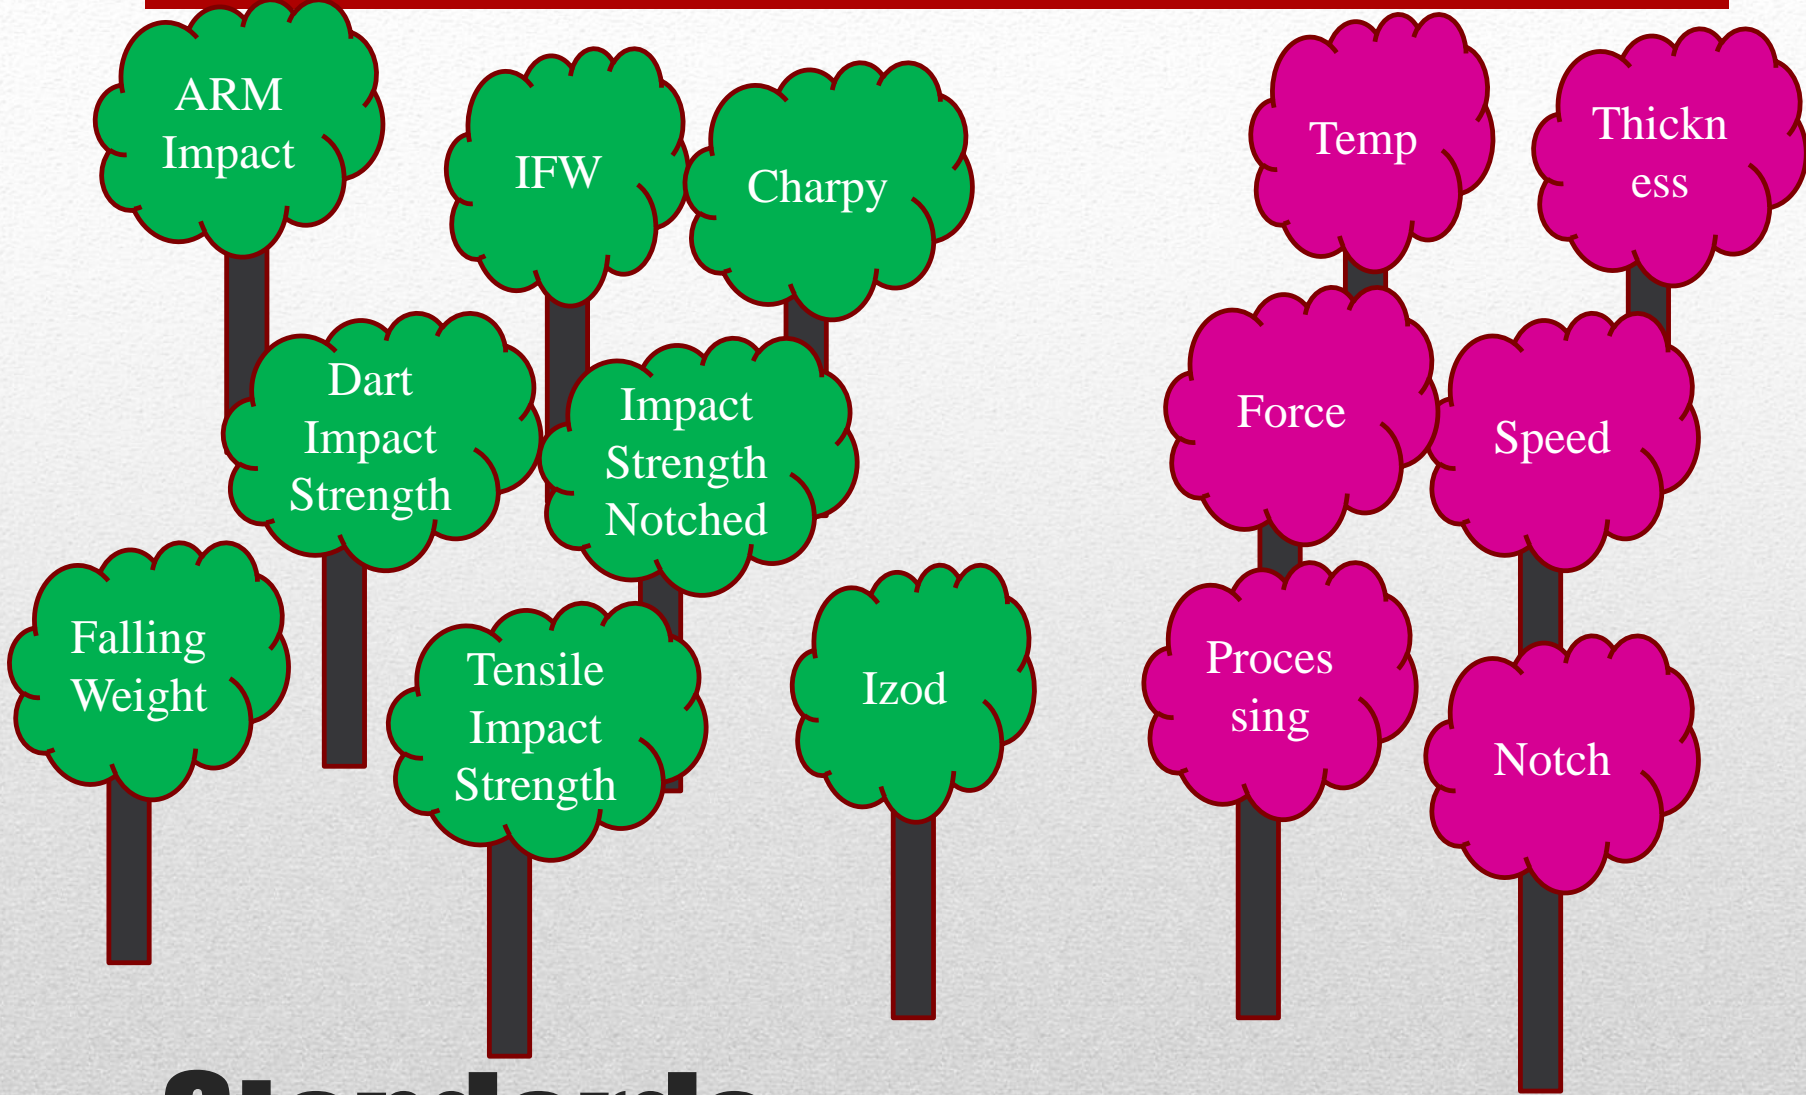 ARM
Impact
IFW
Charpy
Temp
Thickn
ess
Dart
Impact
Strength
Impact
Strength
Notched
Force
Speed
Falling
Weight
Tensile
Impact
Strength
Izod
Proces
sing
Notch
Standards